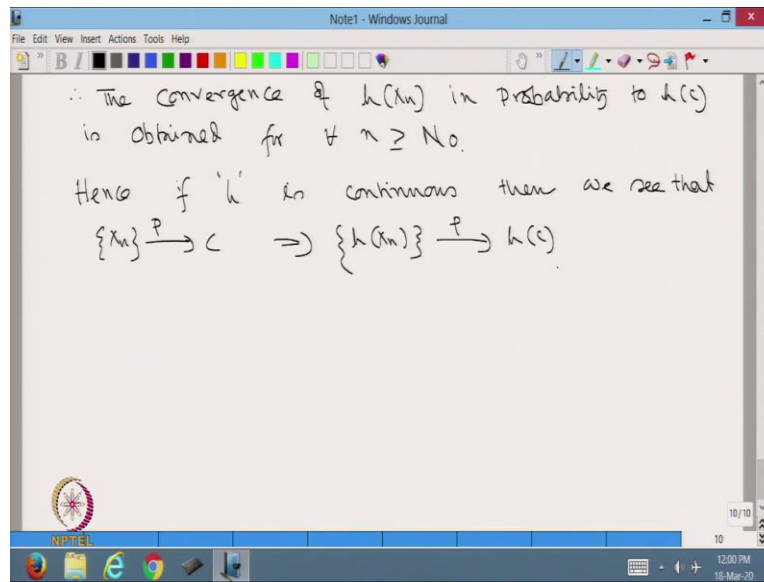 Note1 - Windows Journal
File Edit View Insert Actions Tools Help
B I
∴ The convergence of h(Xn) in Probability to h(c)
is obtained for ∀ n ≥ No.
Hence if 'h' is continuous then we see that
{Xn} P→ C ⇒ {h(Xn)} P→ h(c).
NPTEL
10/10
10
12:00 PM
18-Mar-20